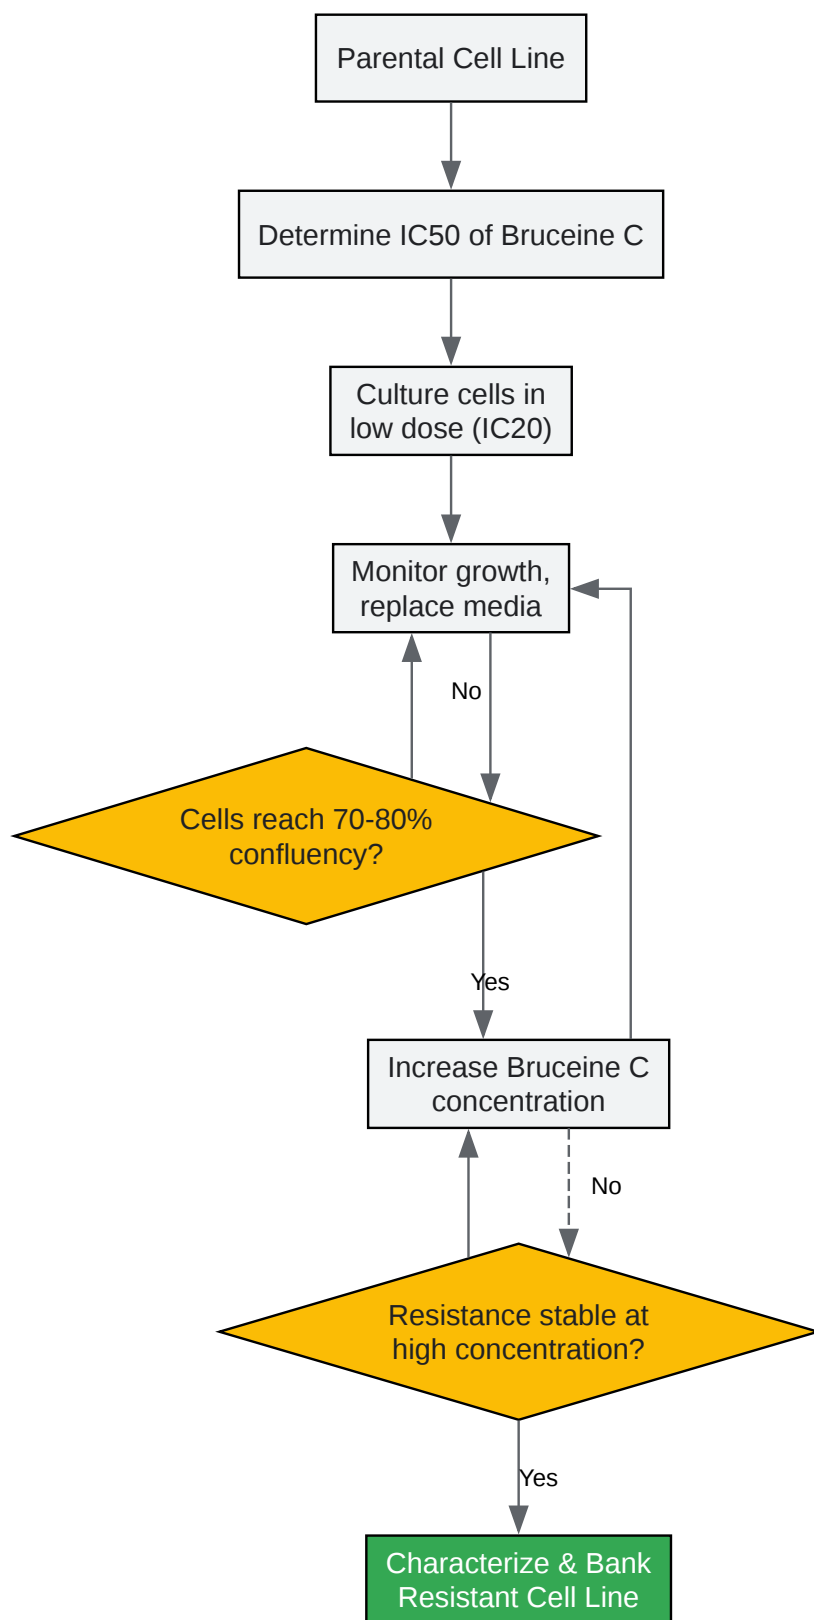 Parental Cell Line
Determine IC50 of Bruceine C
Culture cells in
low dose (IC20)
Monitor growth,
replace media
No
Cells reach 70-80%
confluency?
Yes
Increase Bruceine C
concentration
No
Resistance stable at
high concentration?
Yes
Characterize & Bank
Resistant Cell Line